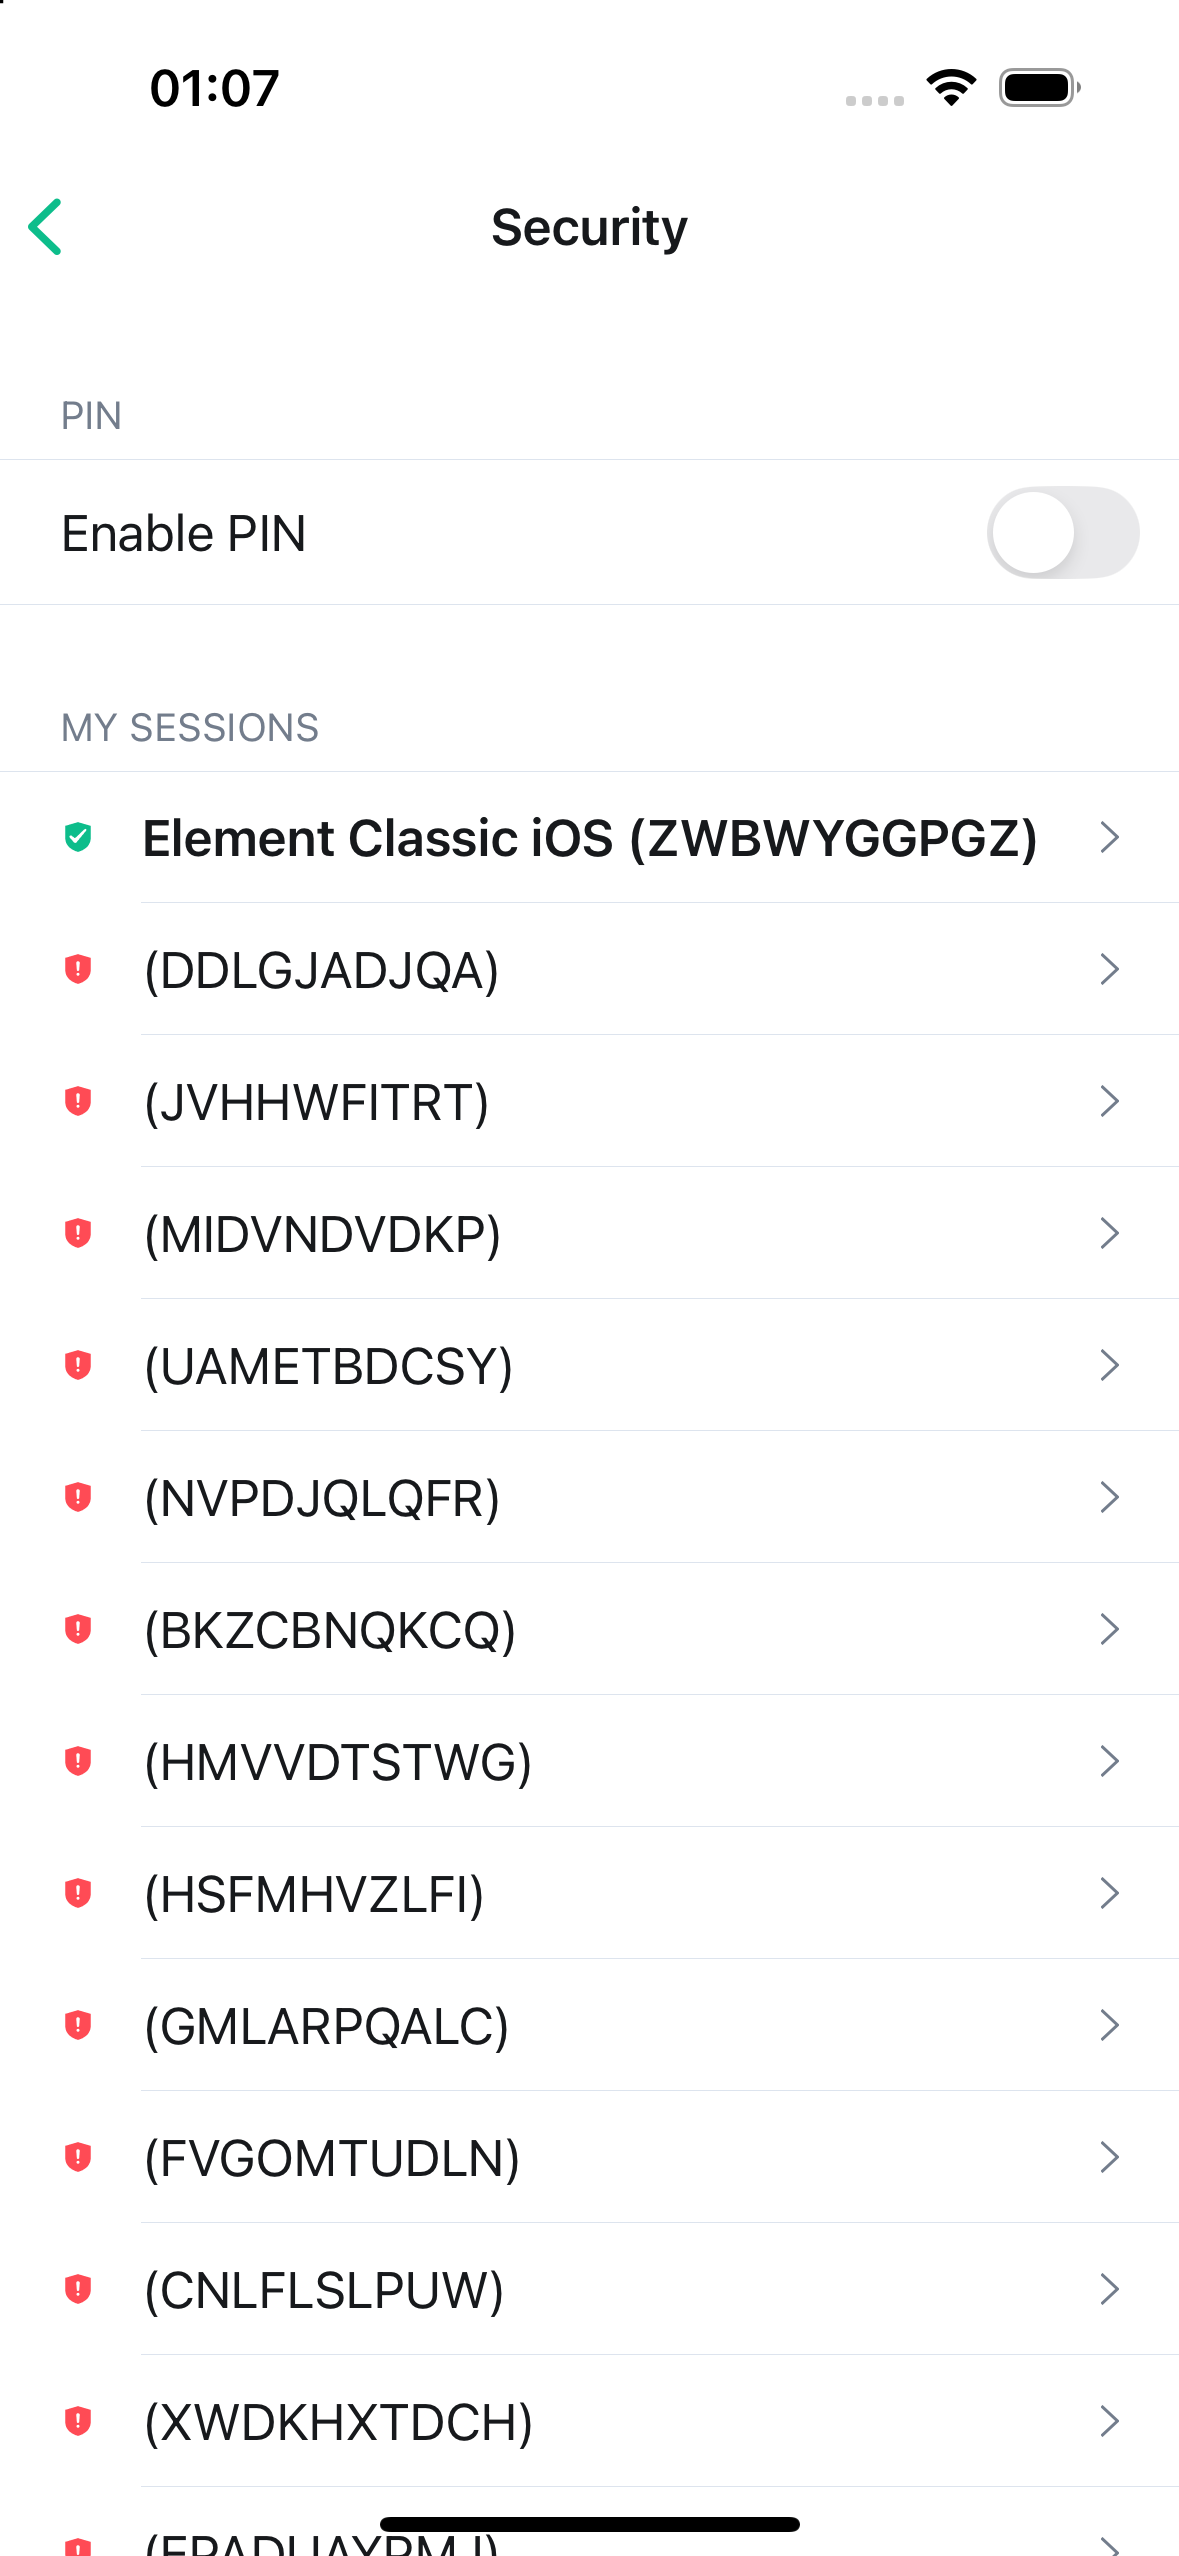 01:07
Security
PIN
Enable PIN
MY SESSIONS
Element Classic iOS (ZWBWYGGPGZ)
(DDLGJADJQA)
(JVHHWFITRT)
(MIDVNDVDKP)
(UAMETBDCSY)
(NVPDJQLQFR)
(BKZCBNQKCQ)
(HMVVDTSTWG)
(HSFMHVZLFI)
(GMLARPQALC)
(FVGOMTUDLN)
(CNLFLSLPUW)
(XWDKHXTDCH)